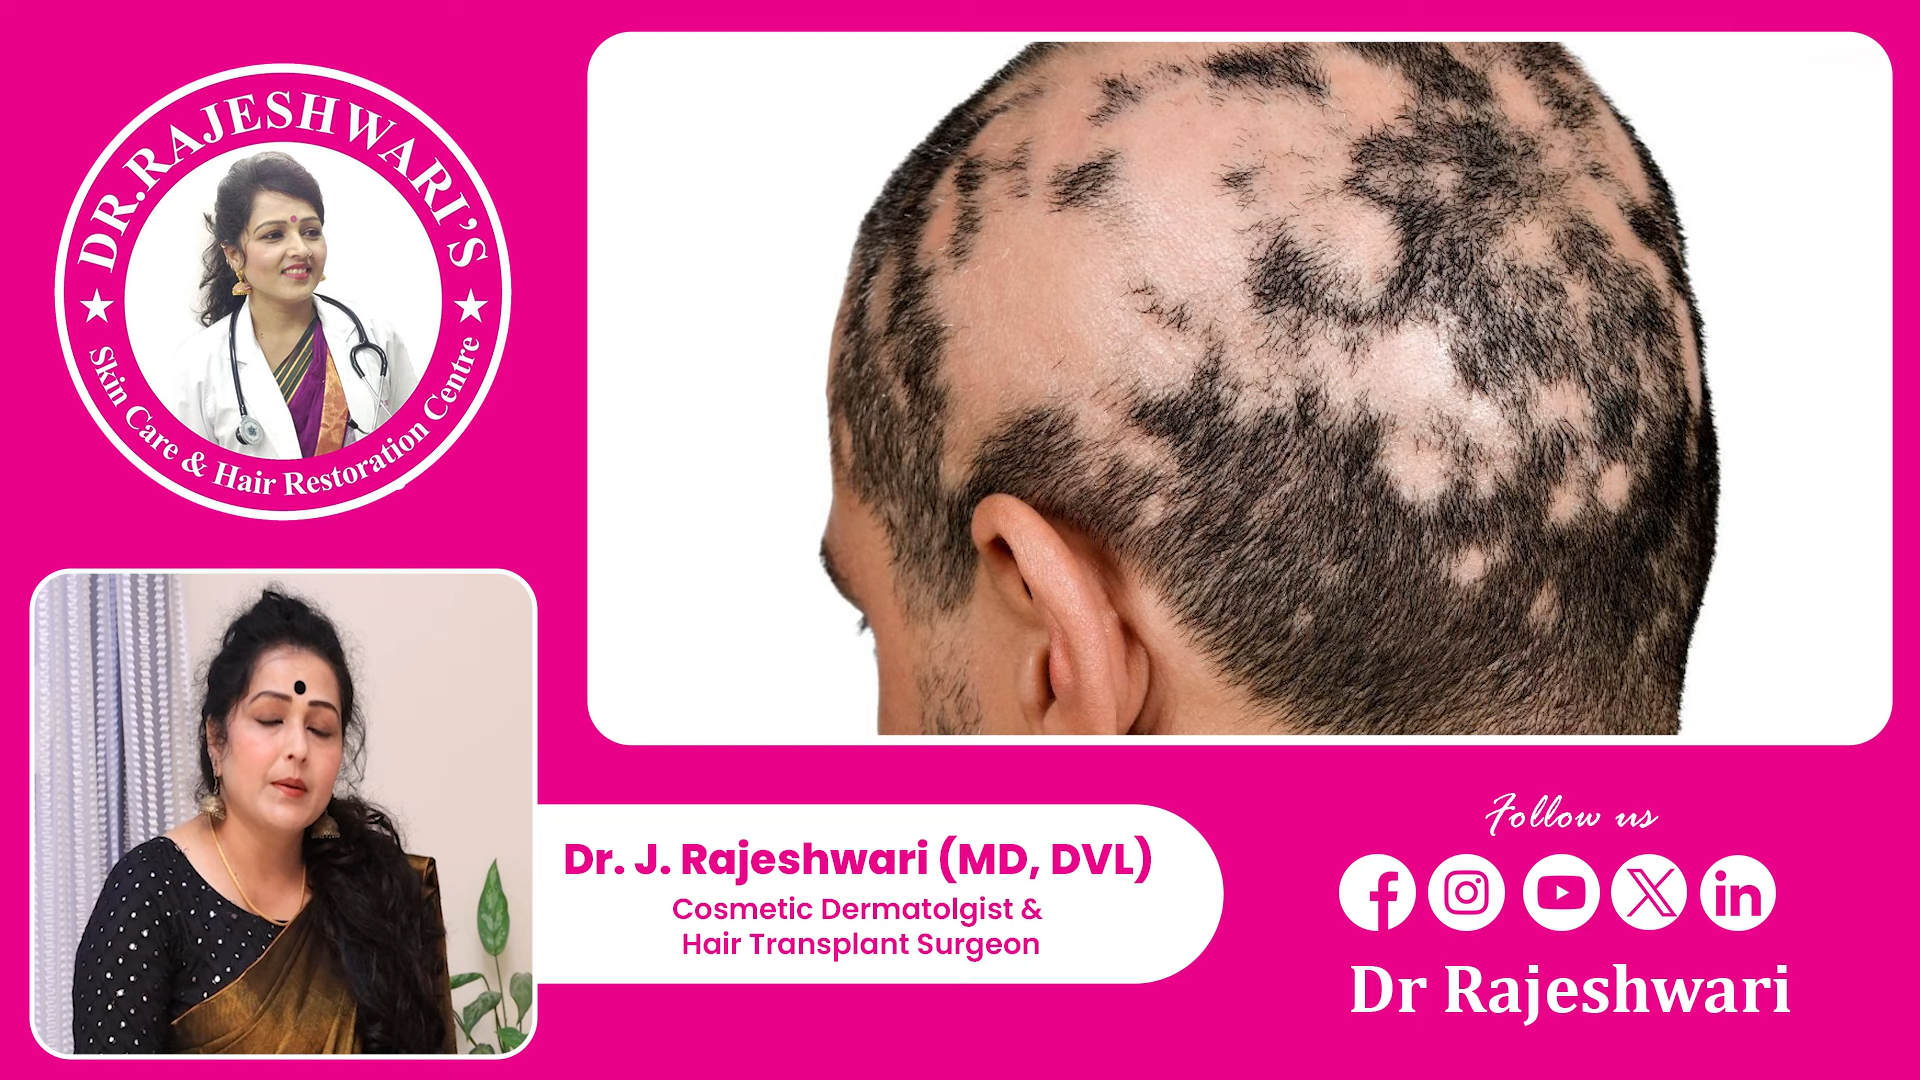 DR.RAJESHWARI'S
Skin Care & Hair Restoration Centre
Dr. J. Rajeshwari (MD, DVL)
Cosmetic Dermatolgist &
Hair Transplant Surgeon
Follow us
Dr Rajeshwari